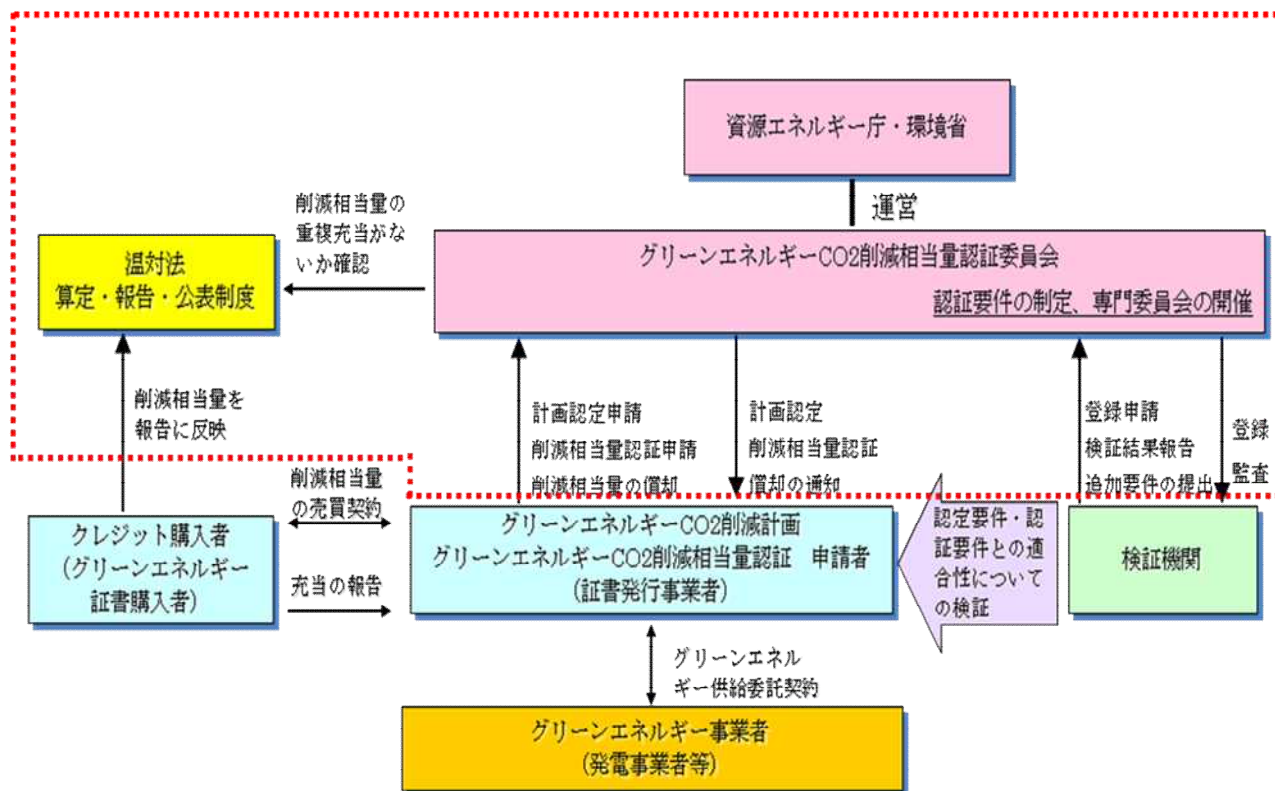 資源エネルギー庁・環境省
運営
グリーンエネルギーCO2削減相当量認証委員会
認証要件の制定、専門委員会の開催
削減相当量の
重複充当がな
いか確認
温対法
算定・報告・公表制度
削減相当量を
報告に反映
計画認定申請
削減相当量認証申請
削減相当量の償却
計画認定
削減相当量認証
償却の通知
登録申請
検証結果報告
追加要件の提出
登録
監査
削減相当量
の売買契約
充当の報告
クレジット購入者
(グリーンエネルギー
証書購入者)
グリーンエネルギーCO2削減計画
グリーンエネルギーCO2削減相当量認証　申請者
(証書発行事業者)
認定要件・認
証要件との適
合性について
の検証
検証機関
グリーンエネル
ギー供給委託契約
グリーンエネルギー事業者
(発電事業者等)